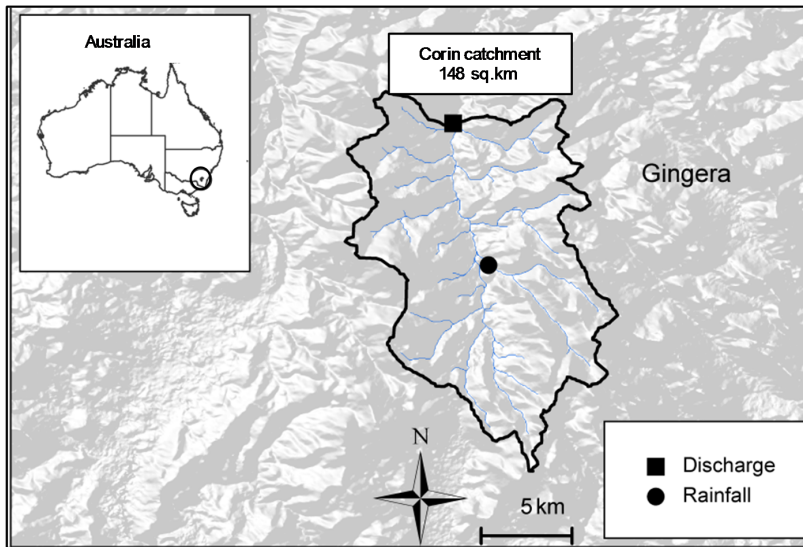 Australia
Corin catchment
148 sq.km
Gingera
N
5 km
Discharge
Rainfall